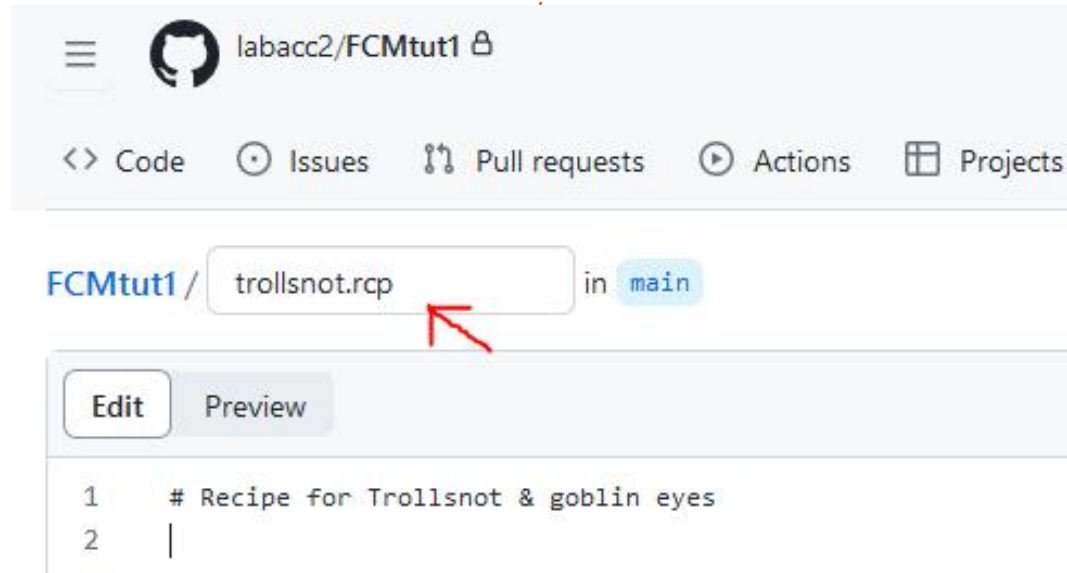 labacc2/FCMtut1
Code Issues Pull requests Actions Projects
FCMtut1 / trollsnot.rcp in main
Edit Preview
1 # Recipe for Trollsnot & goblin eyes
2